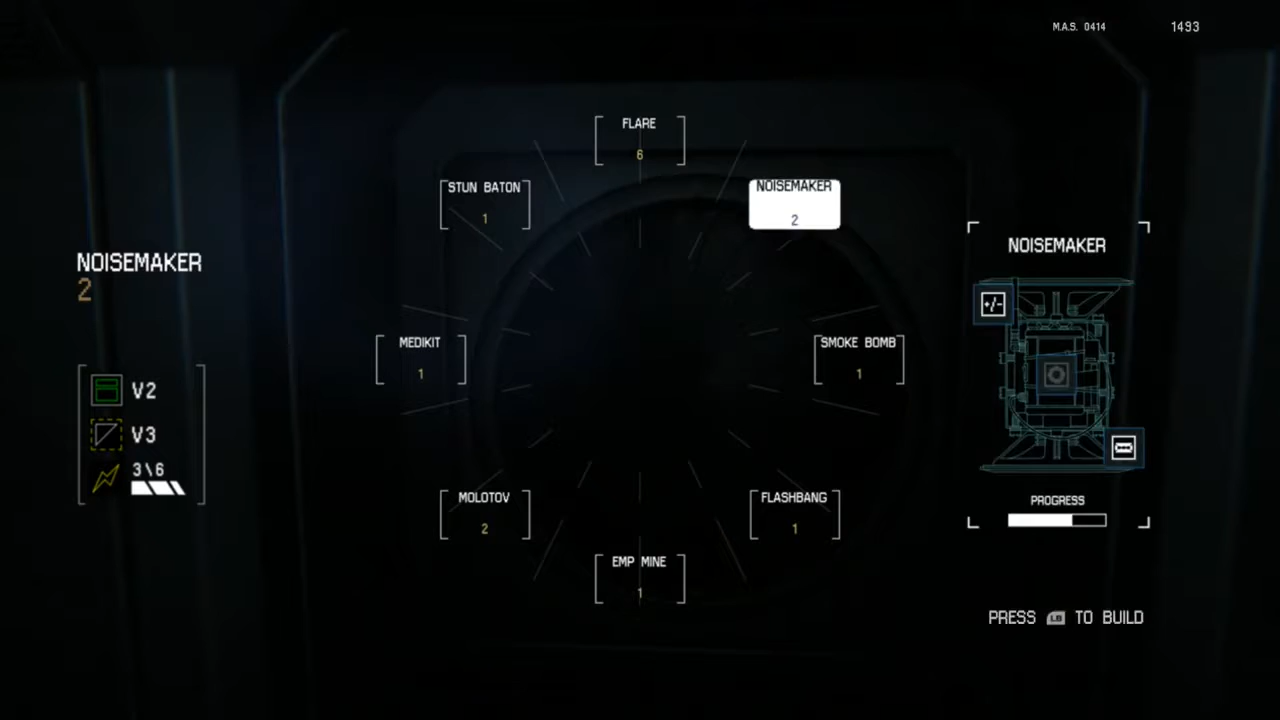 M.A.S. 0414
1493
FLARE
6
STUN BATON
1
NOISEMAKER
2
NOISEMAKER
2
NOISEMAKER
+/-
MEDIKIT
1
SMOKE BOMB
1
V2
V3
3\6
MOLOTOV
2
FLASHBANG
1
PROGRESS
EMP MINE
1
PRESS LB TO BUILD